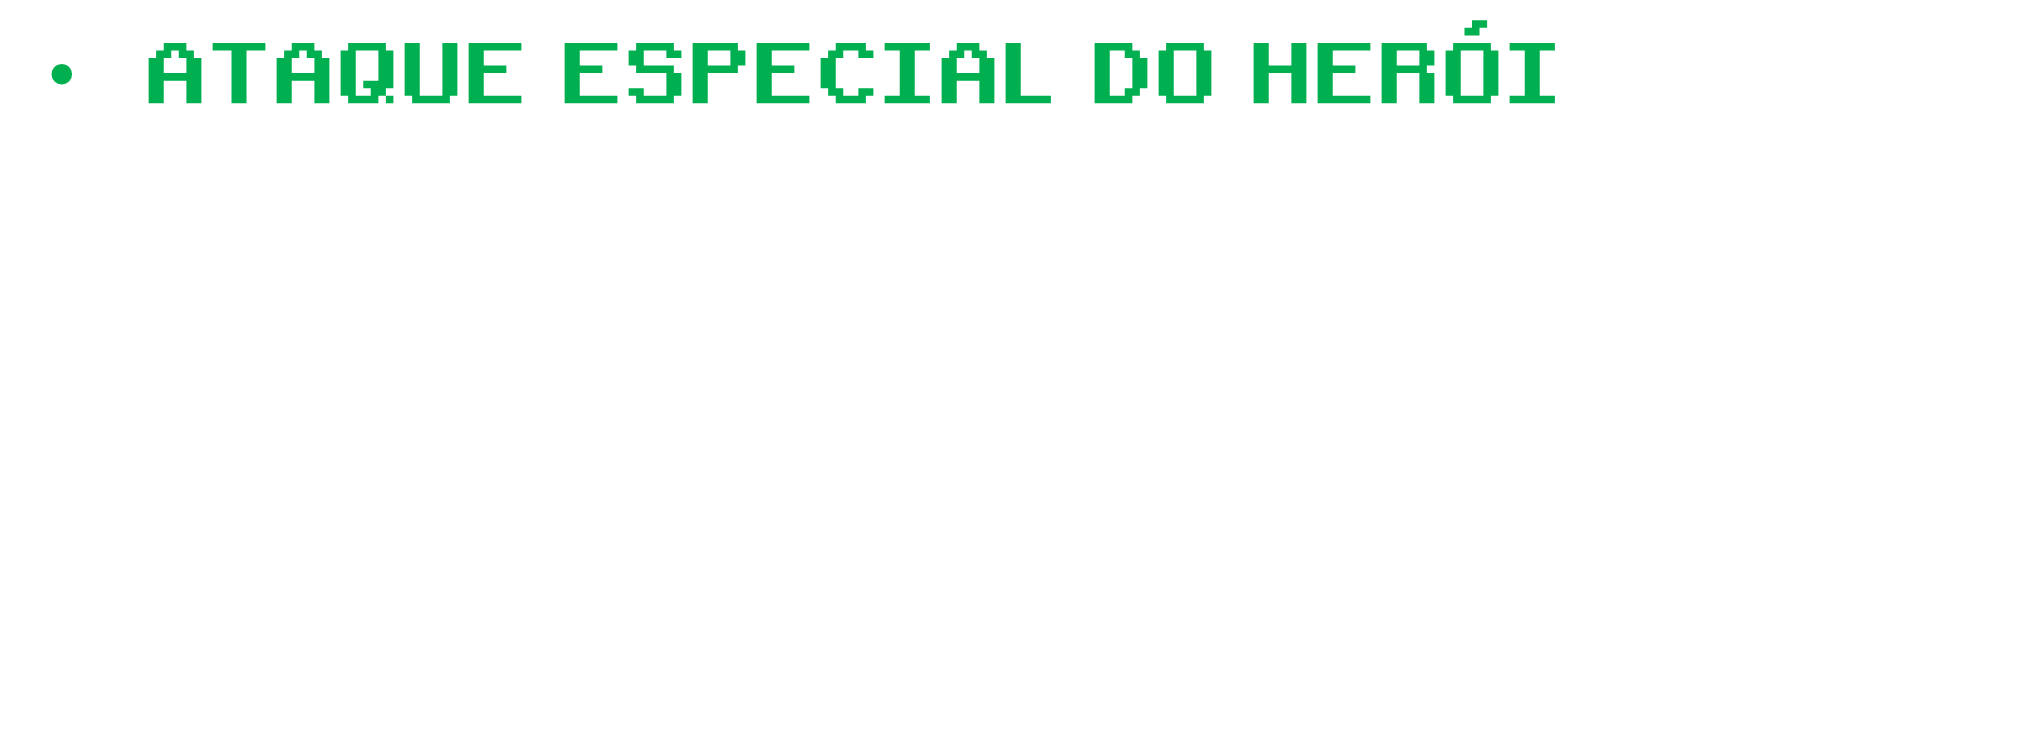 • ATAQUE ESPECIAL DO HERÓI